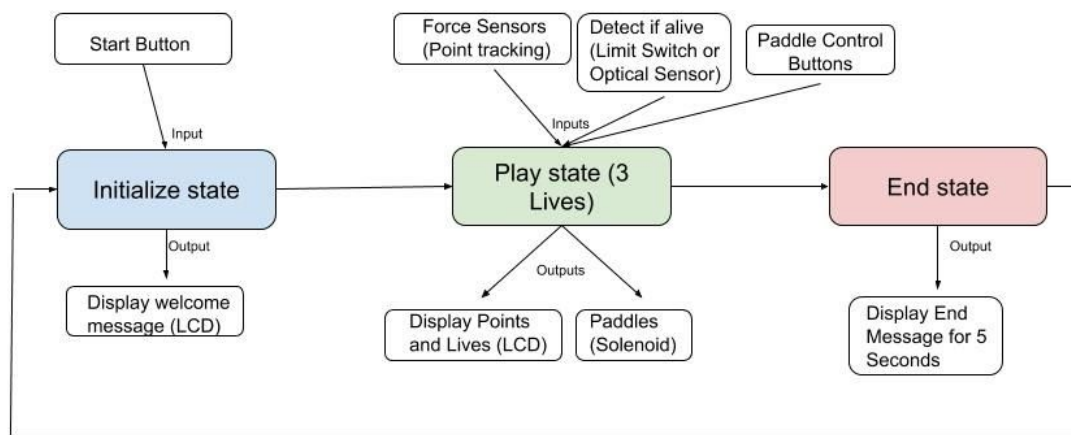 Start Button
Force Sensors
(Point tracking)
Detect if alive
(Limit Switch or
Optical Sensor)
Paddle Control
Buttons
Input
Inputs
Initialize state
Play state (3
Lives)
End state
Output
Outputs
Output
Display welcome
message (LCD)
Display Points
and Lives (LCD)
Paddles
(Solenoid)
Display End
Message for 5
Seconds